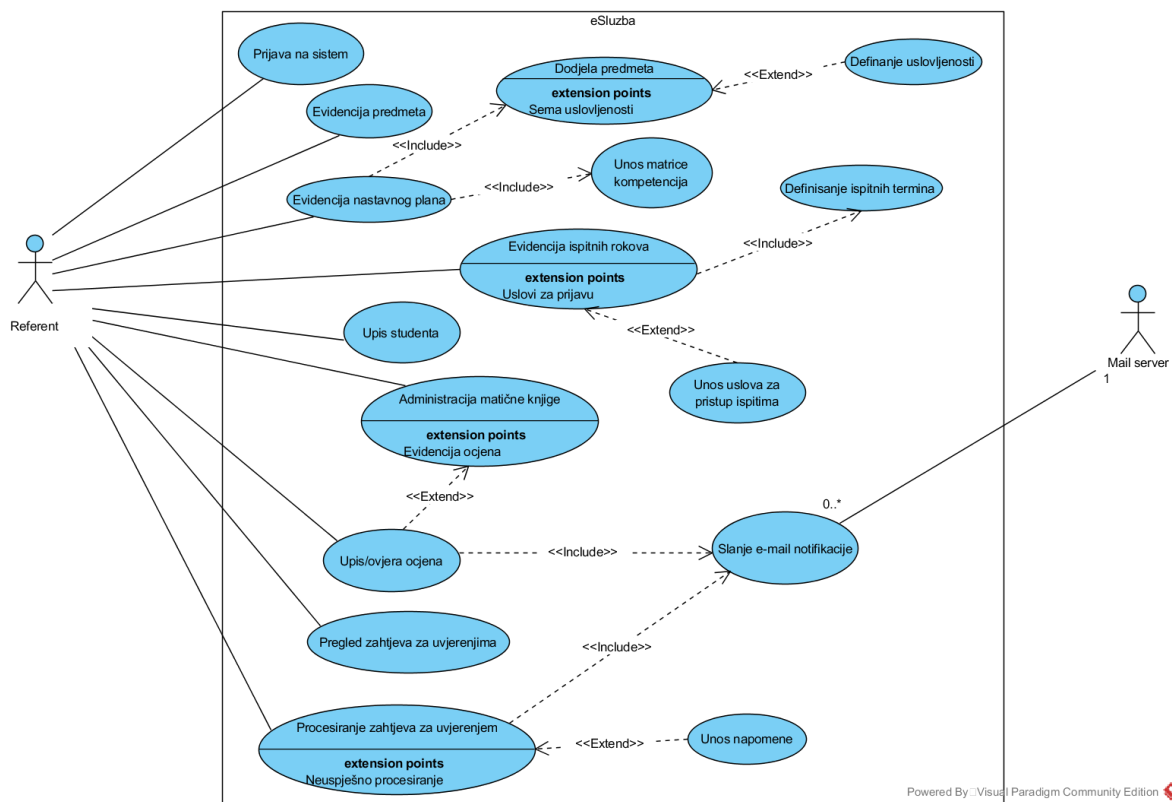 eSluzba
Prijava na sistem
Dodjela predmeta
extension points
Sema uslovljenosti
<<Extend>>
Definanje uslovljenosti
Evidencija predmeta
<<Include>>
Unos matrice
kompetencija
Evidencija nastavnog plana
<<Include>>
Definisanje ispitnih termina
Evidencija ispitnih rokova
extension points
Uslovi za prijavu
<<Include>>
Referent
Upis studenta
<<Extend>>
Mail server
1
Unos uslova za
pristup ispitima
Administracija matične knjige
extension points
Evidencija ocjena
<<Extend>>
0..*
Upis/ovjera ocjena
<<Include>>
Slanje e-mail notifikacije
Pregled zahtjeva za uvjerenjima
<<Include>>
Procesiranje zahtjeva za uvjerenjem
extension points
Neuspješno procesiranje
<<Extend>>
Unos napomene
Powered By Visual Paradigm Community Edition